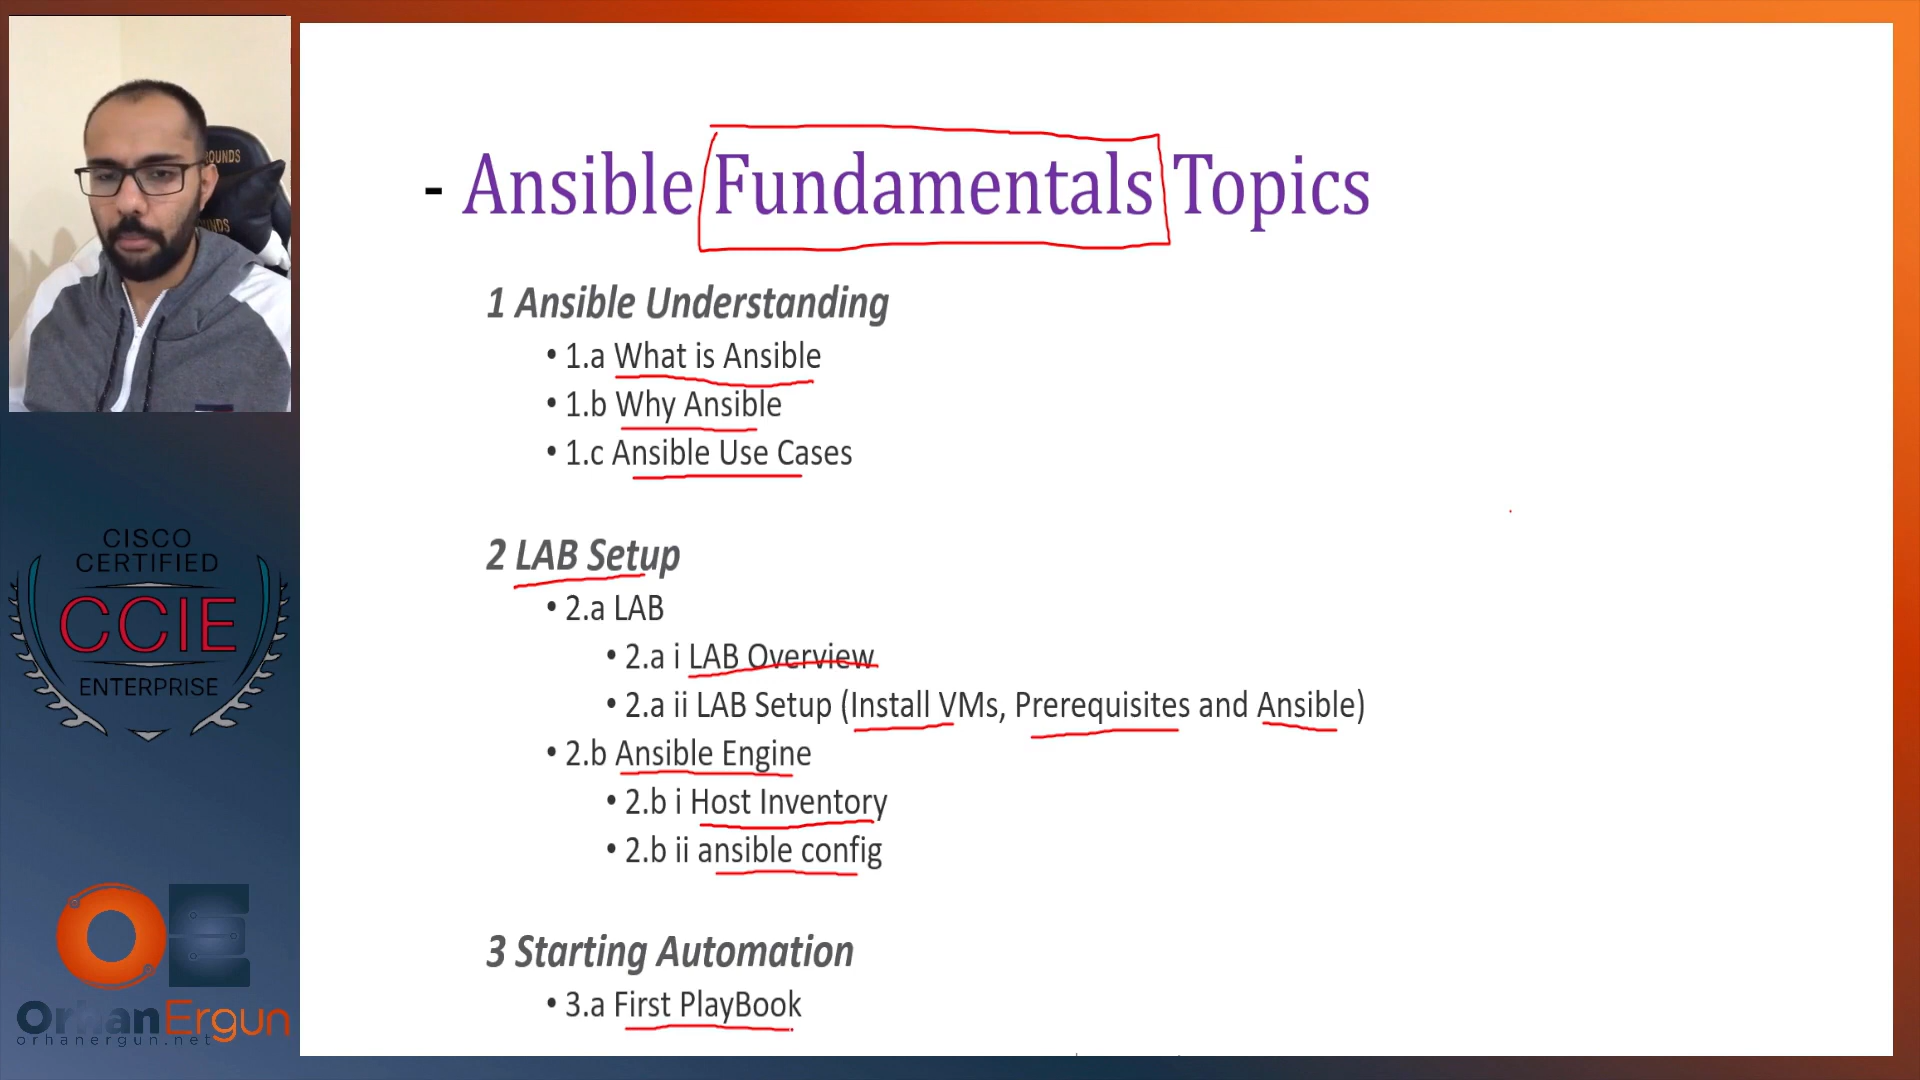 ROUNDS
- Ansible Fundamentals Topics
1 Ansible Understanding
• 1.a What is Ansible
• 1.b Why Ansible
• 1.c Ansible Use Cases
2 LAB Setup
• 2.a LAB
• 2.a i LAB Overview
• 2.a ii LAB Setup (Install VMs, Prerequisites and Ansible)
• 2.b Ansible Engine
• 2.b i Host Inventory
• 2.b ii ansible config
3 Starting Automation
• 3.a First PlayBook
CISCO
CERTIFIED
CCIE
ENTERPRISE
OE
OrhanErgun
orhanergun.net